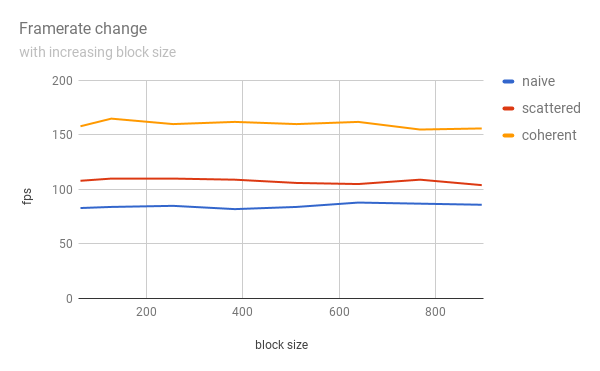 Framerate change
with increasing block size
200
150
100
50
0
fps
200
400
600
800
block size
naive
scattered
coherent